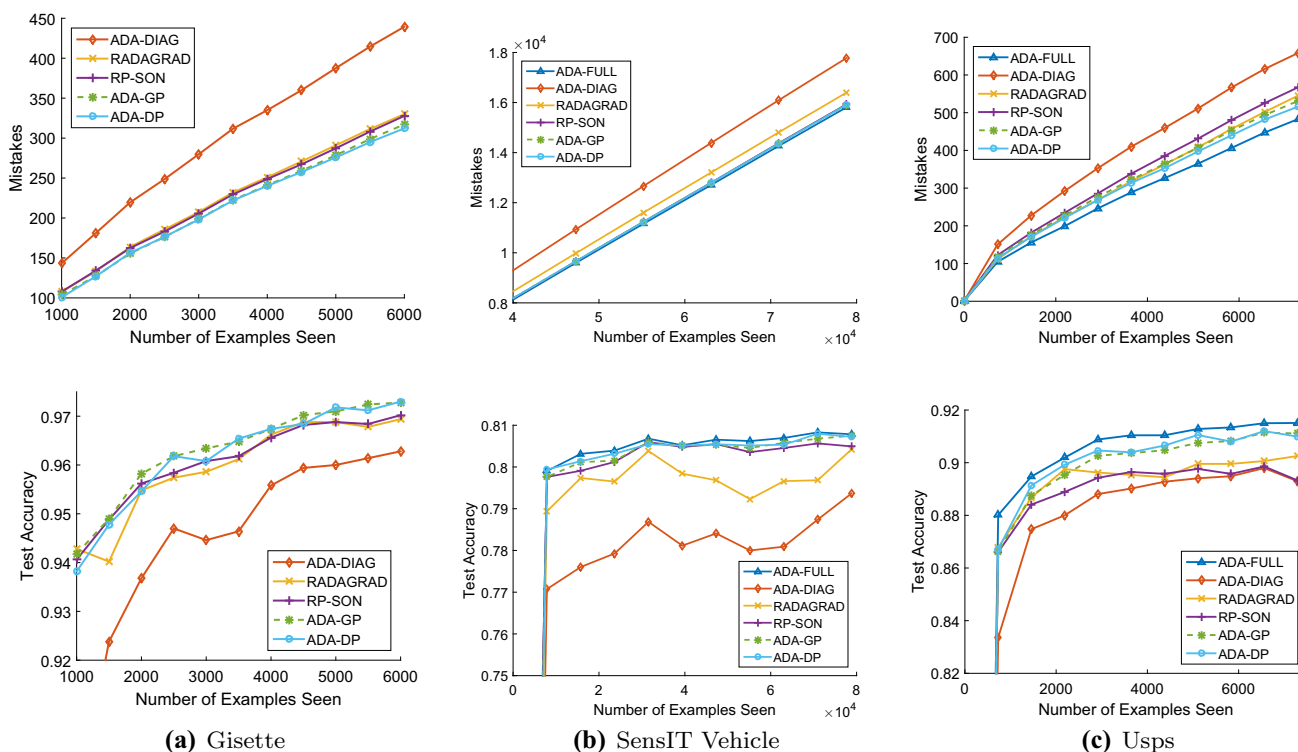 450
400
350
300
250
200
150
100
Mistakes
ADA-DIAG
RADAGRAD
RP-SON
ADA-GP
ADA-DP
1000 2000 3000 4000 5000 6000
Number of Examples Seen
× 10⁴
1.8
1.6
1.4
1.2
1
0.8
Mistakes
ADA-FULL
ADA-DIAG
RADAGRAD
RP-SON
ADA-GP
ADA-DP
4 5 6 7 8
× 10⁴
Number of Examples Seen
700
600
500
400
300
200
100
0
Mistakes
ADA-FULL
ADA-DIAG
RADAGRAD
RP-SON
ADA-GP
ADA-DP
0 2000 4000 6000
Number of Examples Seen
0.97
0.96
0.95
0.94
0.93
0.92
Test Accuracy
ADA-DIAG
RADAGRAD
RP-SON
ADA-GP
ADA-DP
1000 2000 3000 4000 5000 6000
Number of Examples Seen
(a) Gisette
0.82
0.81
0.8
0.79
0.78
0.77
0.76
0.75
Test Accuracy
ADA-FULL
ADA-DIAG
RADAGRAD
RP-SON
ADA-GP
ADA-DP
0 2 4 6 8
× 10⁴
Number of Examples Seen
(b) SensIT Vehicle
0.92
0.9
0.88
0.86
0.84
0.82
Test Accuracy
ADA-FULL
ADA-DIAG
RADAGRAD
RP-SON
ADA-GP
ADA-DP
0 2000 4000 6000
Number of Examples Seen
(c) Usps